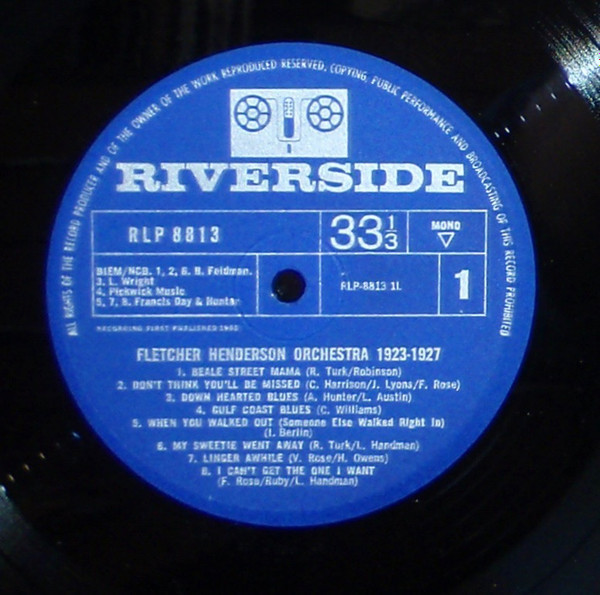 ALL RIGHTS OF THE RECORD PRODUCER AND OF THE OWNER OF THE WORK REPRODUCED RESERVED, COPYING, PUBLIC PERFORMANCE AND BROADCASTING OF THIS RECORD PROHIBITED
RIVERSIDE
RLP 8813
33 1/3
MONO
BIEM/NCB. 1, 2, 6, B. Feldman.
3, L. Wright
4, Pickwick Music
5, 7, 8. Francis Day & Hunter
RLP-8813 1L
1
RECORDING FIRST PUBLISHED
FLETCHER HENDERSON ORCHESTRA 1923-1927
1. BEALE STREET MAMA (R. Turk/Robinson)
2. DON'T THINK YOU'LL BE MISSED (C. Harrison/J. Lyons/F. Rose)
3. DOWN HEARTED BLUES (A. Hunter/L. Austin)
4. GULF COAST BLUES (C. Williams)
5. WHEN YOU WALKED OUT (Someone Else Walked Right In)
(I. Berlin)
6. MY SWEETIE WENT AWAY (R. Turk/L. Handman)
7. LINGER AWHILE (V. Rose/H. Owens)
8. I CAN'T GET THE ONE I WANT
(F. Rose/Ruby/L. Handman)